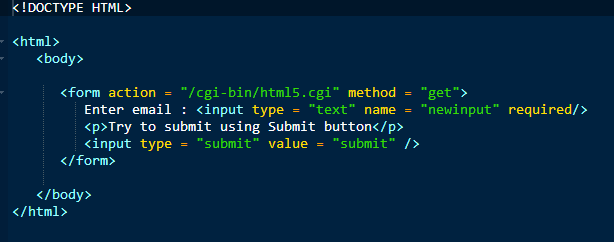 <!DOCTYPE HTML>
<html>
<body>
<form action = "/cgi-bin/html5.cgi" method = "get">
Enter email : <input type = "text" name = "newinput" required/>
<p>Try to submit using Submit button</p>
<input type = "submit" value = "submit" />
</form>
</body>
</html>